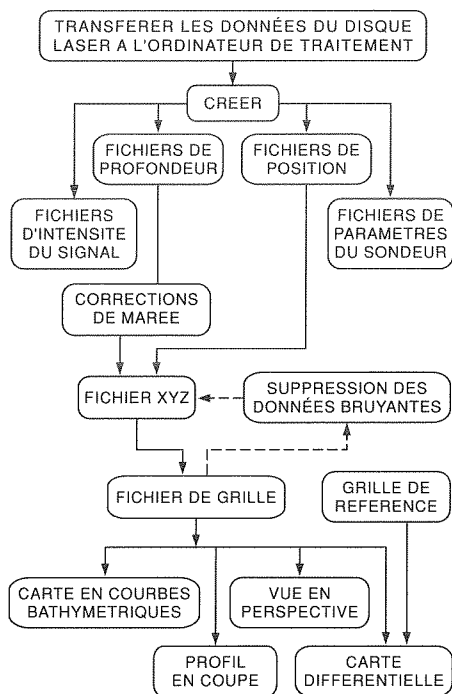 TRANSFERER LES DONNÉES DU DISQUE
LASER A L'ORDINATEUR DE TRAITEMENT
CREER
FICHIERS DE
PROFONDEUR
FICHIERS DE
POSITION
FICHIERS
D'INTENSITE
DU SIGNAL
FICHIERS DE
PARAMETRES
DU SONDEUR
CORRECTIONS
DE MAREE
FICHIER XYZ
SUPPRESSION DES
DONNÉES BRUYANTES
FICHIER DE GRILLE
GRILLE DE
REFERENCE
CARTE EN COURBES
BATHYMETRIQUES
VUE EN
PERSPECTIVE
PROFIL
EN COUPE
CARTE
DIFFERENTIELLE